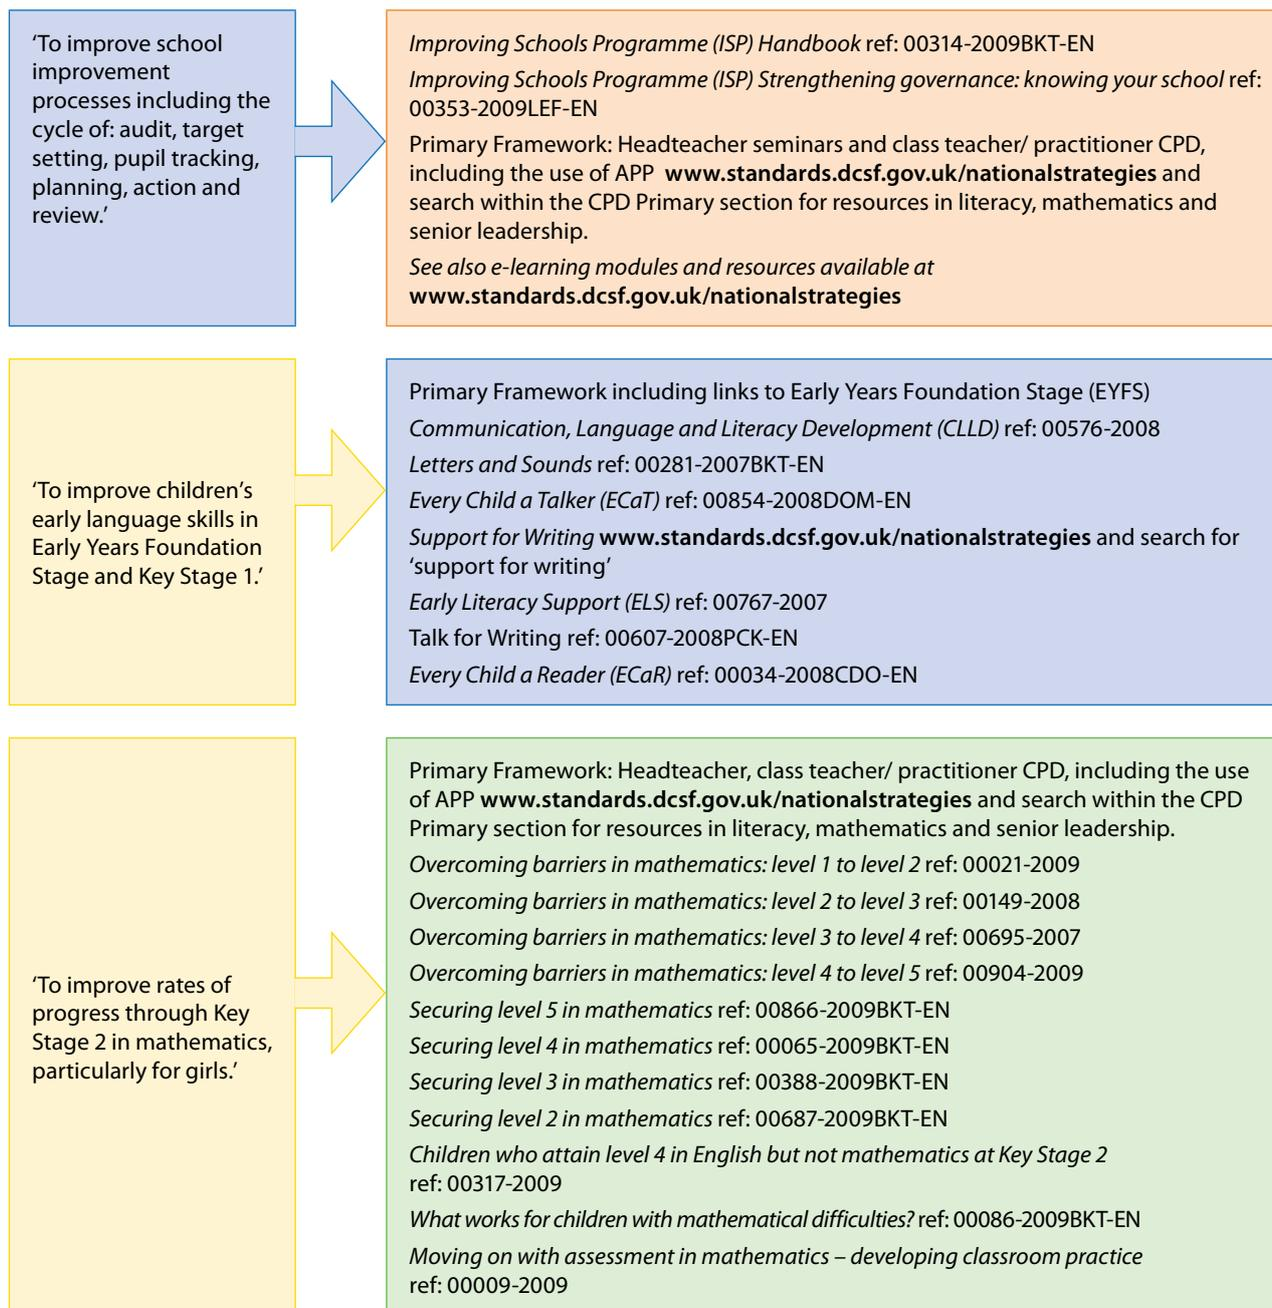 ‘To improve school
improvement
processes including the
cycle of: audit, target
setting, pupil tracking,
planning, action and
review.’
Improving Schools Programme (ISP) Handbook ref: 00314-2009BKT-EN
Improving Schools Programme (ISP) Strengthening governance: knowing your school ref:
00353-2009LEF-EN
Primary Framework: Headteacher seminars and class teacher/ practitioner CPD,
including the use of APP www.standards.dcsf.gov.uk/nationalstrategies and
search within the CPD Primary section for resources in literacy, mathematics and
senior leadership.
See also e-learning modules and resources available at
www.standards.dcsf.gov.uk/nationalstrategies
‘To improve children’s
early language skills in
Early Years Foundation
Stage and Key Stage 1.’
Primary Framework including links to Early Years Foundation Stage (EYFS)
Communication, Language and Literacy Development (CLLD) ref: 00576-2008
Letters and Sounds ref: 00281-2007BKT-EN
Every Child a Talker (ECaT) ref: 00854-2008DOM-EN
Support for Writing www.standards.dcsf.gov.uk/nationalstrategies and search for
‘support for writing’
Early Literacy Support (ELS) ref: 00767-2007
Talk for Writing ref: 00607-2008PCK-EN
Every Child a Reader (ECaR) ref: 00034-2008CDO-EN
‘To improve rates of
progress through Key
Stage 2 in mathematics,
particularly for girls.’
Primary Framework: Headteacher, class teacher/ practitioner CPD, including the use
of APP www.standards.dcsf.gov.uk/nationalstrategies and search within the CPD
Primary section for resources in literacy, mathematics and senior leadership.
Overcoming barriers in mathematics: level 1 to level 2 ref: 00021-2009
Overcoming barriers in mathematics: level 2 to level 3 ref: 00149-2008
Overcoming barriers in mathematics: level 3 to level 4 ref: 00695-2007
Overcoming barriers in mathematics: level 4 to level 5 ref: 00904-2009
Securing level 5 in mathematics ref: 00866-2009BKT-EN
Securing level 4 in mathematics ref: 00065-2009BKT-EN
Securing level 3 in mathematics ref: 00388-2009BKT-EN
Securing level 2 in mathematics ref: 00687-2009BKT-EN
Children who attain level 4 in English but not mathematics at Key Stage 2
ref: 00317-2009
What works for children with mathematical difficulties? ref: 00086-2009BKT-EN
Moving on with assessment in mathematics – developing classroom practice
ref: 00009-2009